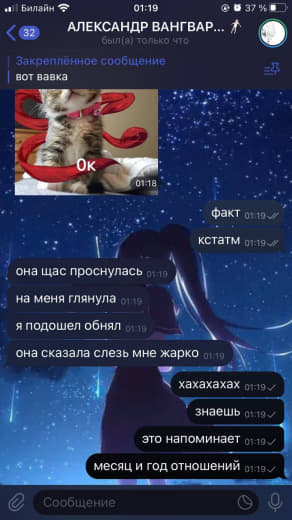 Билайн
01:19
37 %
32
АЛЕКСАНДР ВАНГВАР...
был(а) только что
Закреплённое сообщение
вот вавка
Ок
01:18
факт 01:19
кстатм 01:19
она щас проснулась 01:19
на меня глянула 01:19
я подошел обнял 01:19
она сказала слезь мне жарко 01:19
хахахахах 01:19
знаешь 01:19
это напоминает 01:19
месяц и год отношений 01:19
Сообщение